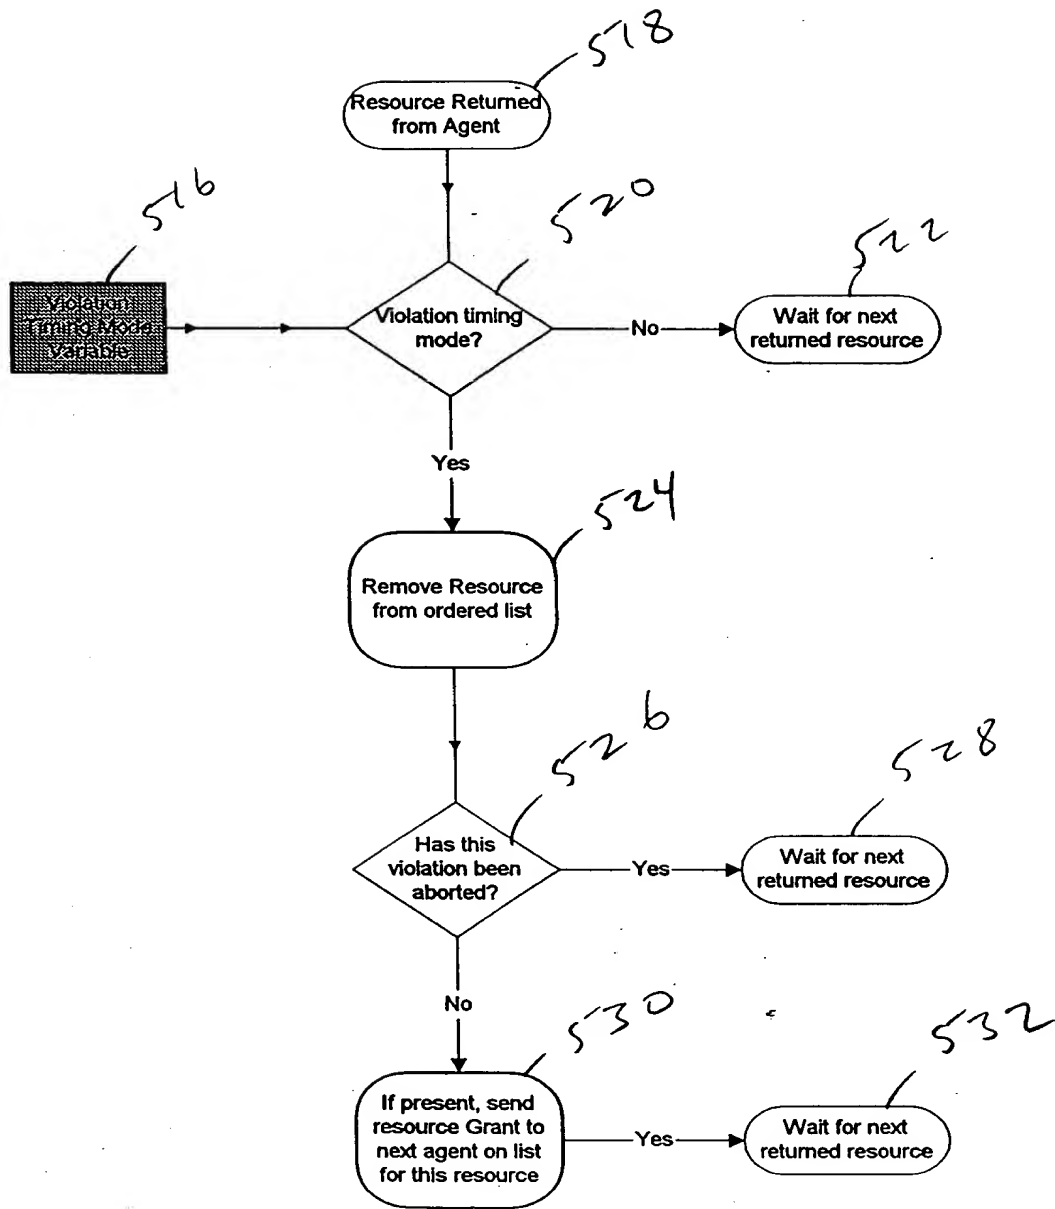 518
Resource Returned
from Agent
516
520
522
Violation
Timing Mode
Variable
Violation timing
mode?
No
Wait for next
returned resource
Yes
524
Remove Resource
from ordered list
526
528
Has this
violation been
aborted?
Yes
Wait for next
returned resource
No
530
532
If present, send
resource Grant to
next agent on list
for this resource
Yes
Wait for next
returned resource